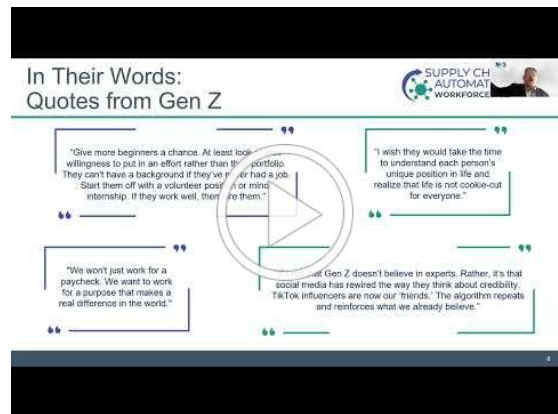 In Their Words:
Quotes from Gen Z
SUPPLY CH
AUTOMAT
WORKFORCE
"Give more beginners a chance. At least look
willingness to put in an effort rather than portfolio.
They can't have a background if they've had a job.
Start them off with a volunteer or
internship. If they work well, them."
"I wish they would take the time
to understand each person's
unique position in life and
realize that life is not cookie-cut
for everyone."
"We won't just work for a
paycheck. We want to work
for a purpose that makes a
real difference in the world."
Gen Z doesn't believe in experts. Rather, it's that
social media has rewired the way they think about credibility.
TikTok influencers are now our 'friends.' The algorithm repeats
and reinforces what we already believe."